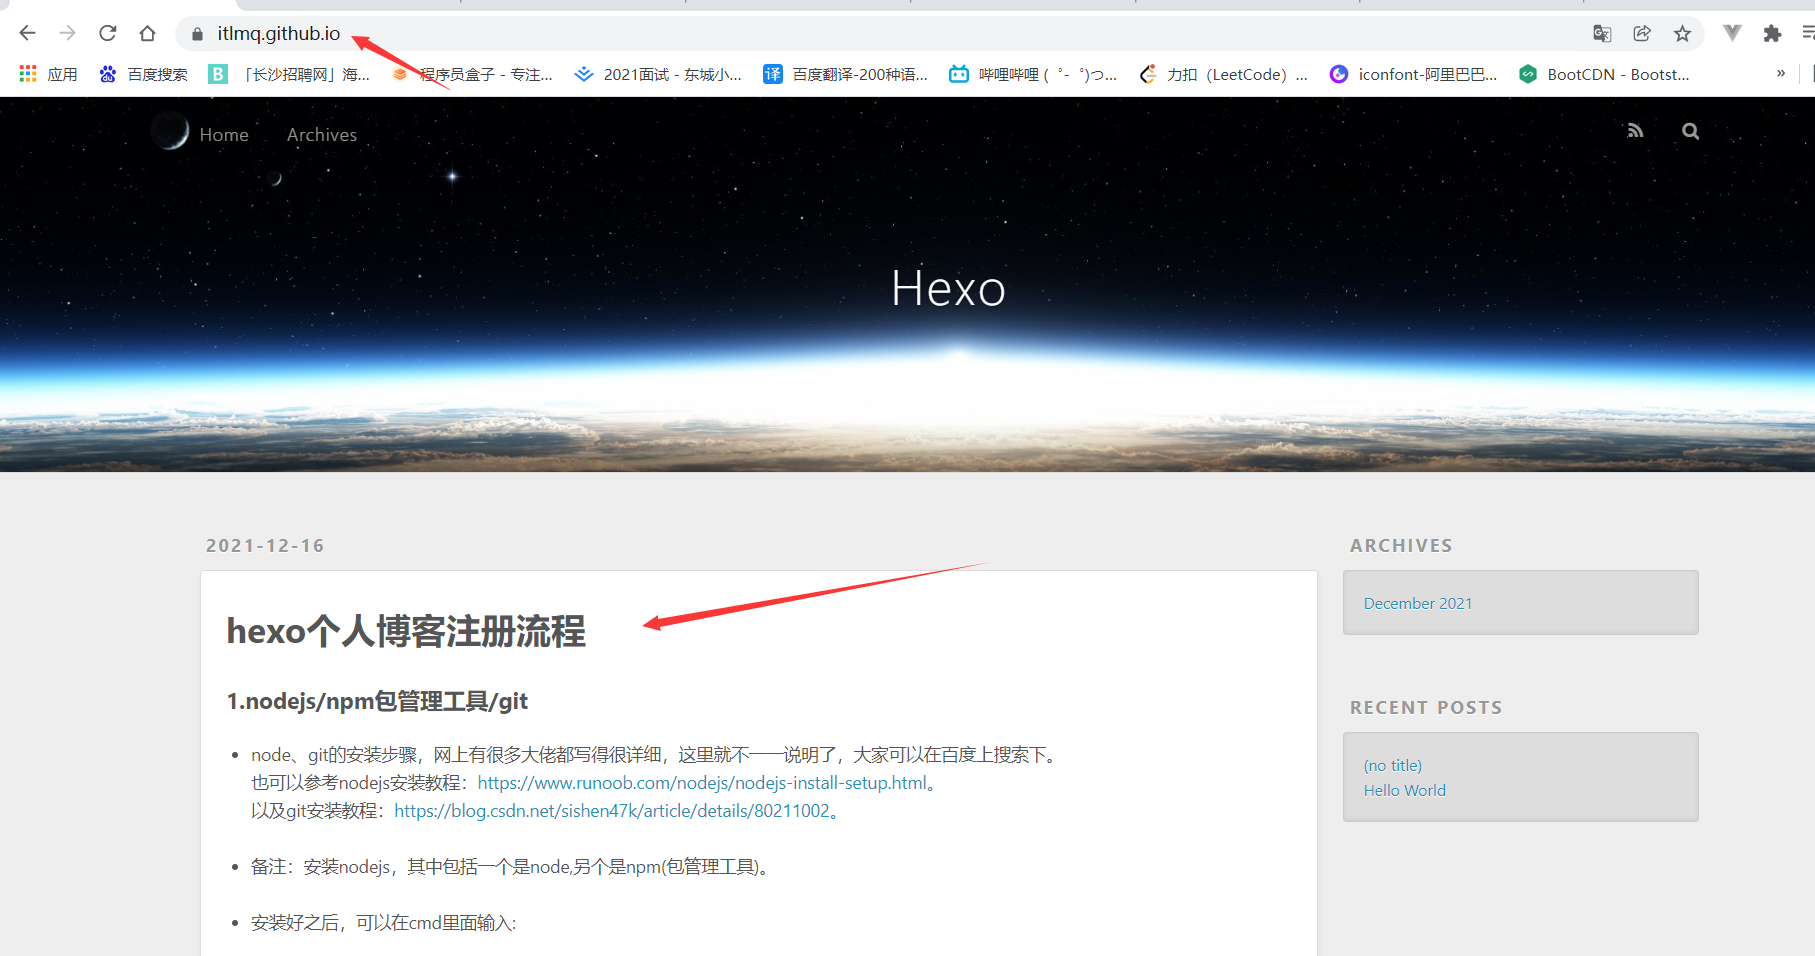 itlmq.github.io
应用
百度搜索
「长沙招聘网」海...
程序员盒子 - 专注...
2021面试 - 东城小...
百度翻译-200种语...
哔哩哔哩 ( ゜- ゜)つ...
力扣（LeetCode）...
iconfont-阿里巴巴...
BootCDN - Bootst...
»
Home
Archives
Hexo
2021-12-16
hexo个人博客注册流程
1.nodejs/npm包管理工具/git
node、git的安装步骤，网上有很多大佬都写得很详细，这里就不一一说明了，大家可以在百度上搜索下。
也可以参考nodejs安装教程：https://www.runoob.com/nodejs/nodejs-install-setup.html。
以及git安装教程：https://blog.csdn.net/sishen47k/article/details/80211002。
备注：安装nodejs，其中包括一个是node,另个是npm(包管理工具)。
安装好之后，可以在cmd里面输入:
ARCHIVES
December 2021
RECENT POSTS
(no title)
Hello World